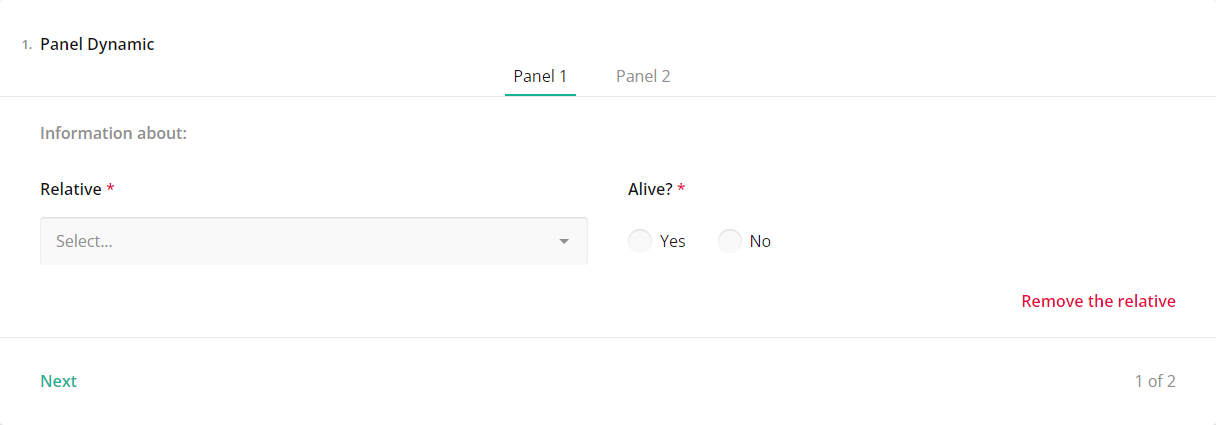 1. Panel Dynamic
Panel 1 Panel 2
Information about:
Relative * Alive? *
Select... Yes No
Remove the relative
Next 1 of 2